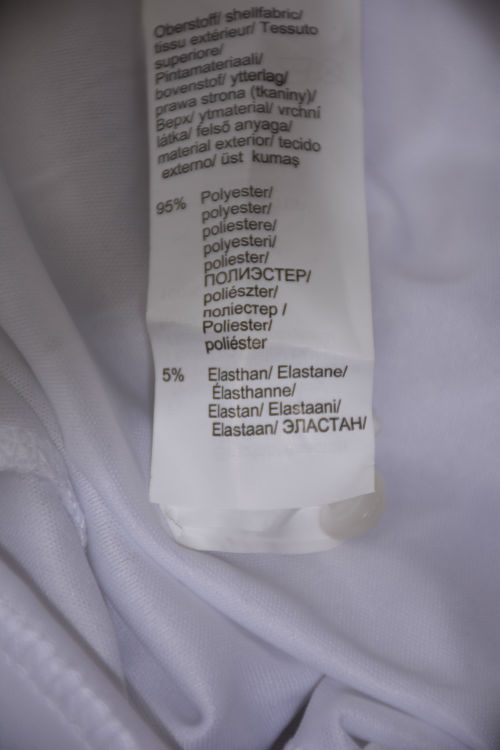 Oberstoff/ shellfabric/
tissu extérieur/ Tessuto
superiore/
Pintamateriaali/
bovenstof/ ytterlag/
prawa strona (tkaniny)/
Верх/ ytmaterial/ vrchní
látka/ felső anyaga/
material exterior/ tecido
externo/ üst kumaş
95% Polyester/
polyester/
poliestere/
polyesteri/
poliester/
ПОЛИЭСТЕР/
poliészter/
поліестер /
Poliester/
poliéster
5% Elasthan/ Elastane/
Élasthanne/
Elastan/ Elastaani/
Elastaan/ ЭЛАСТАН/